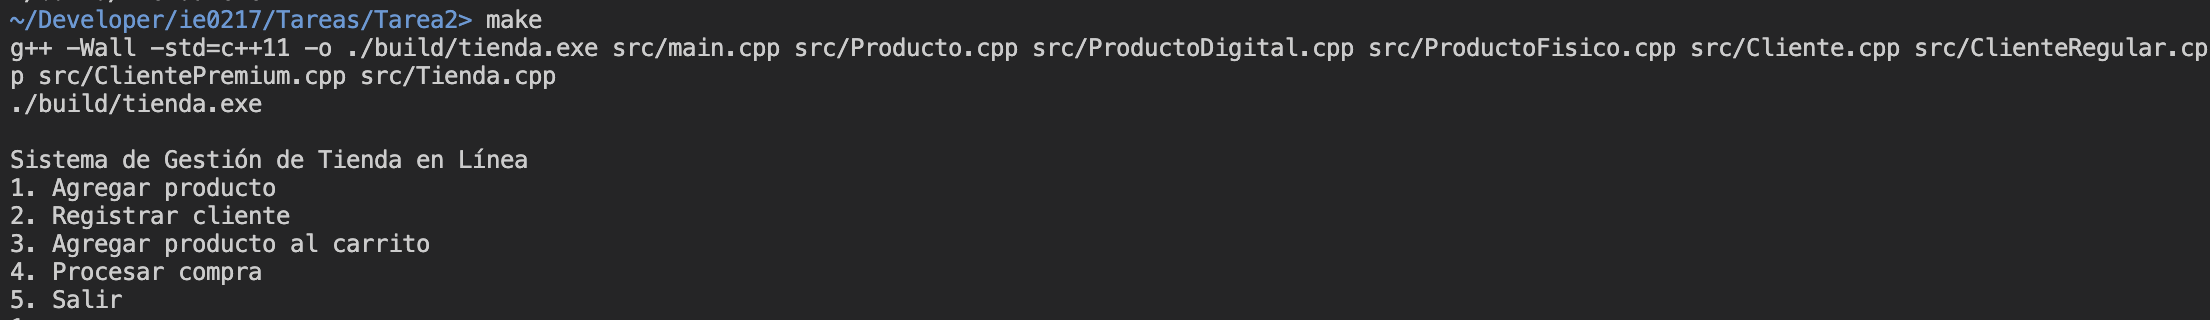 ~/Developer/ie0217/Tareas/Tarea2> make
g++ -Wall -std=c++11 -o ./build/tienda.exe src/main.cpp src/Producto.cpp src/ProductoDigital.cpp src/ProductoFisico.cpp src/Cliente.cpp src/ClienteRegular.cp
p src/ClientePremium.cpp src/Tienda.cpp
./build/tienda.exe
Sistema de Gestión de Tienda en Línea
1. Agregar producto
2. Registrar cliente
3. Agregar producto al carrito
4. Procesar compra
5. Salir